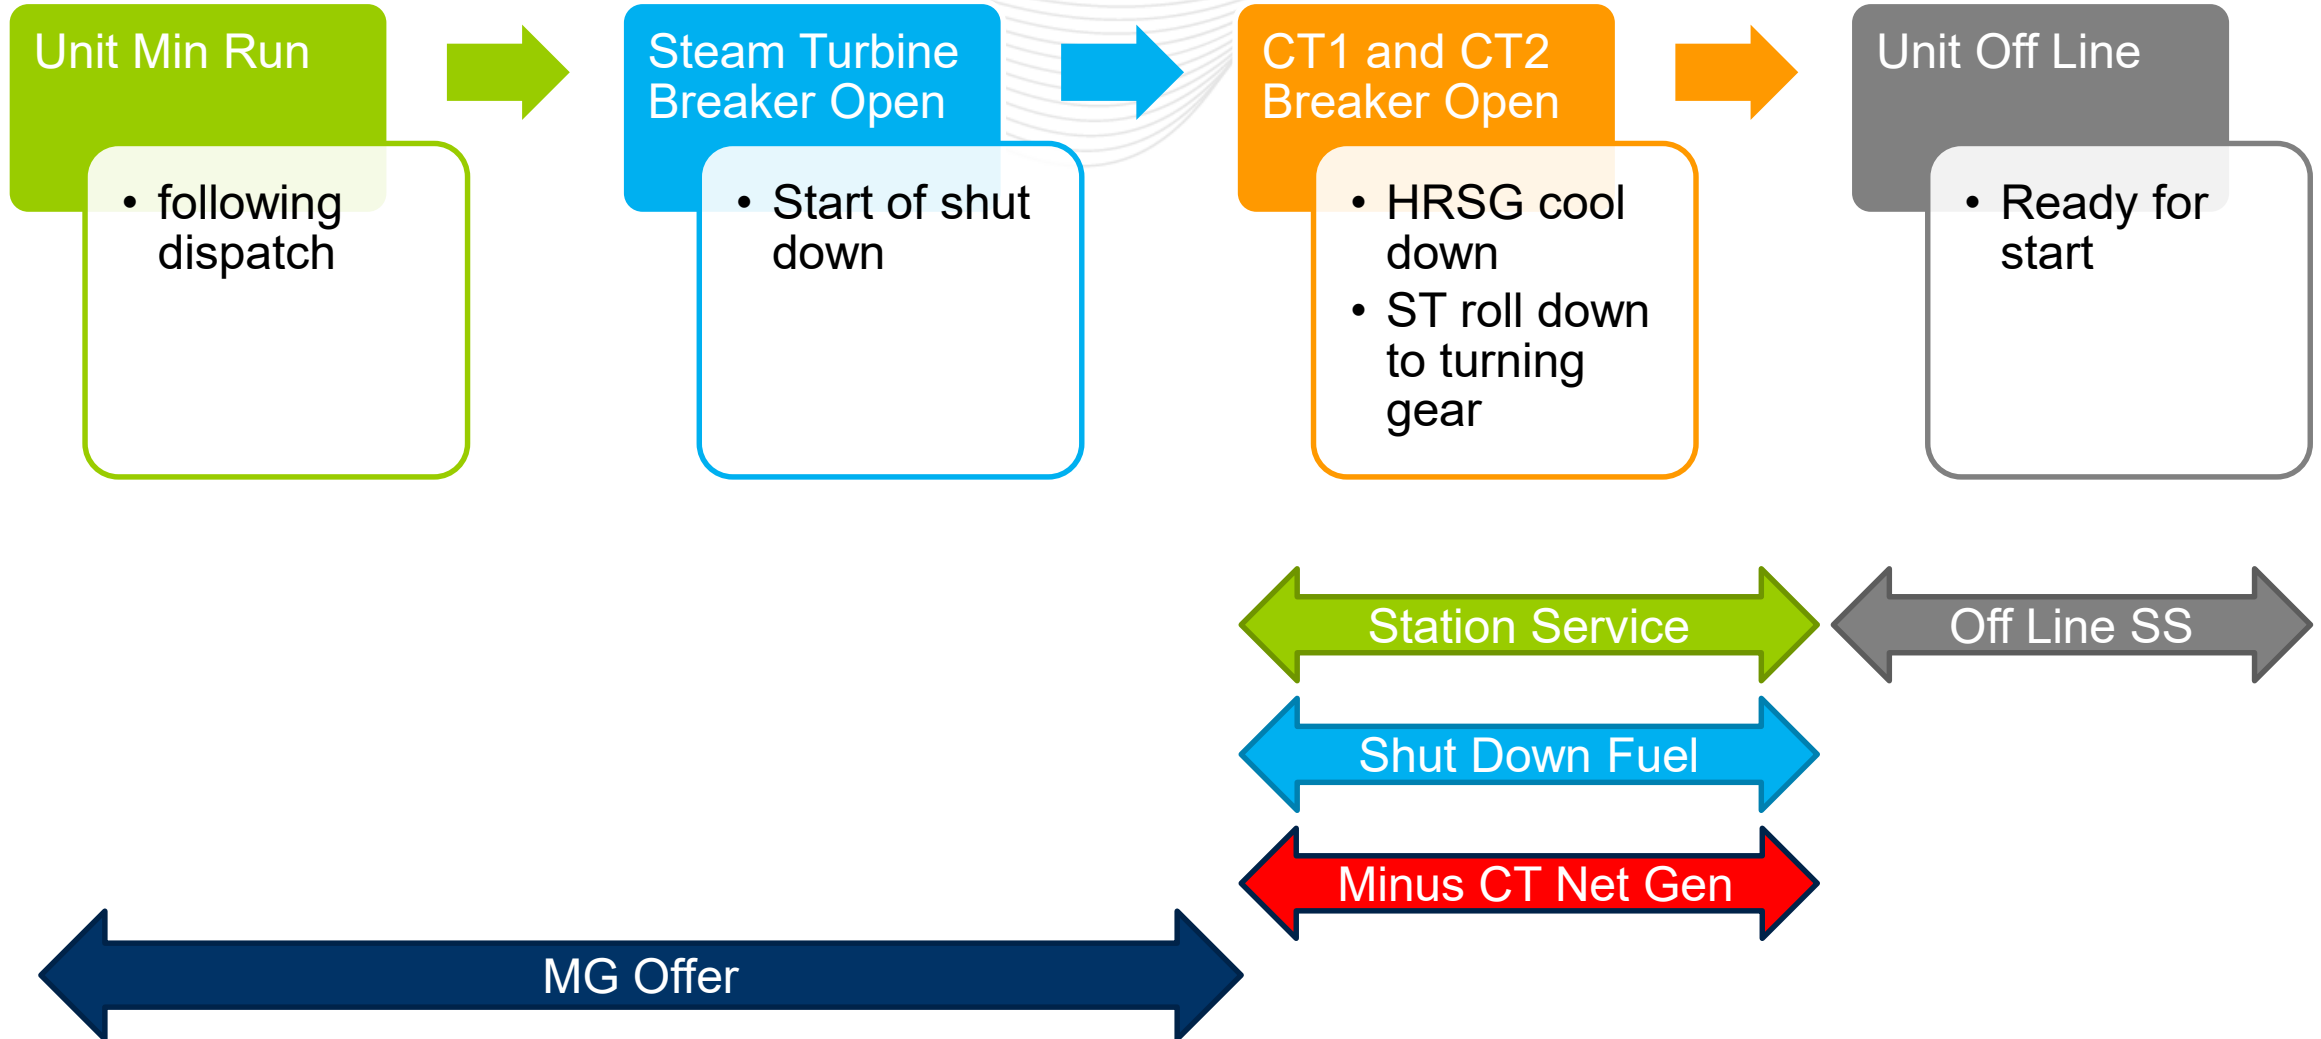 Unit Min Run
• following
dispatch
Steam Turbine
Breaker Open
• Start of shut
down
CT1 and CT2
Breaker Open
• HRSG cool
down
• ST roll down
to turning
gear
Unit Off Line
• Ready for
start
Station Service
Off Line SS
Shut Down Fuel
Minus CT Net Gen
MG Offer